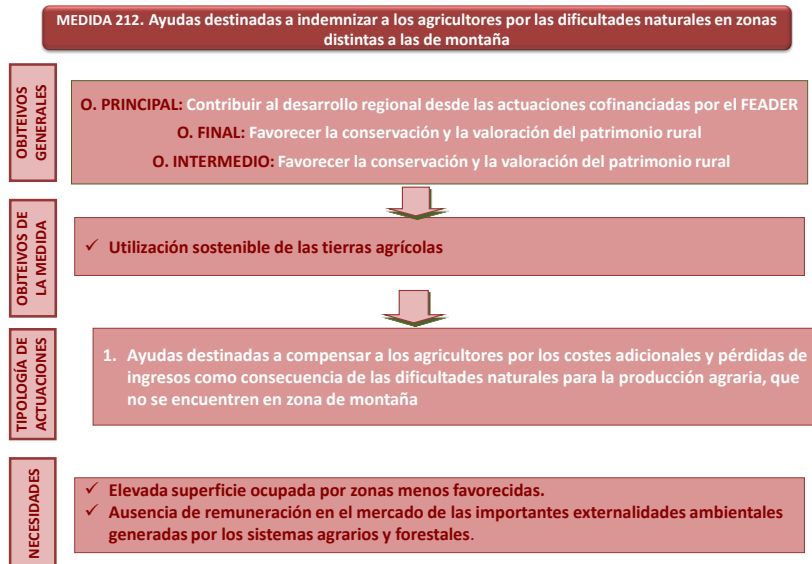 MEDIDA 212. Ayudas destinadas a indemnizar a los agricultores por las dificultades naturales en zonas
distintas a las de montaña
OBJTEIVOS
GENERALES
O. PRINCIPAL: Contribuir al desarrollo regional desde las actuaciones cofinanciadas por el FEADER
O. FINAL: Favorecer la conservación y la valoración del patrimonio rural
O. INTERMEDIO: Favorecer la conservación y la valoración del patrimonio rural
OBJTEIVOS DE
LA MEDIDA
✓ Utilización sostenible de las tierras agrícolas
TIPOLOGÍA DE
ACTUACIONES
1. Ayudas destinadas a compensar a los agricultores por los costes adicionales y pérdidas de
ingresos como consecuencia de las dificultades naturales para la producción agraria, que
no se encuentren en zona de montaña
NECESIDADES
✓ Elevada superficie ocupada por zonas menos favorecidas.
✓ Ausencia de remuneración en el mercado de las importantes externalidades ambientales
generadas por los sistemas agrarios y forestales.